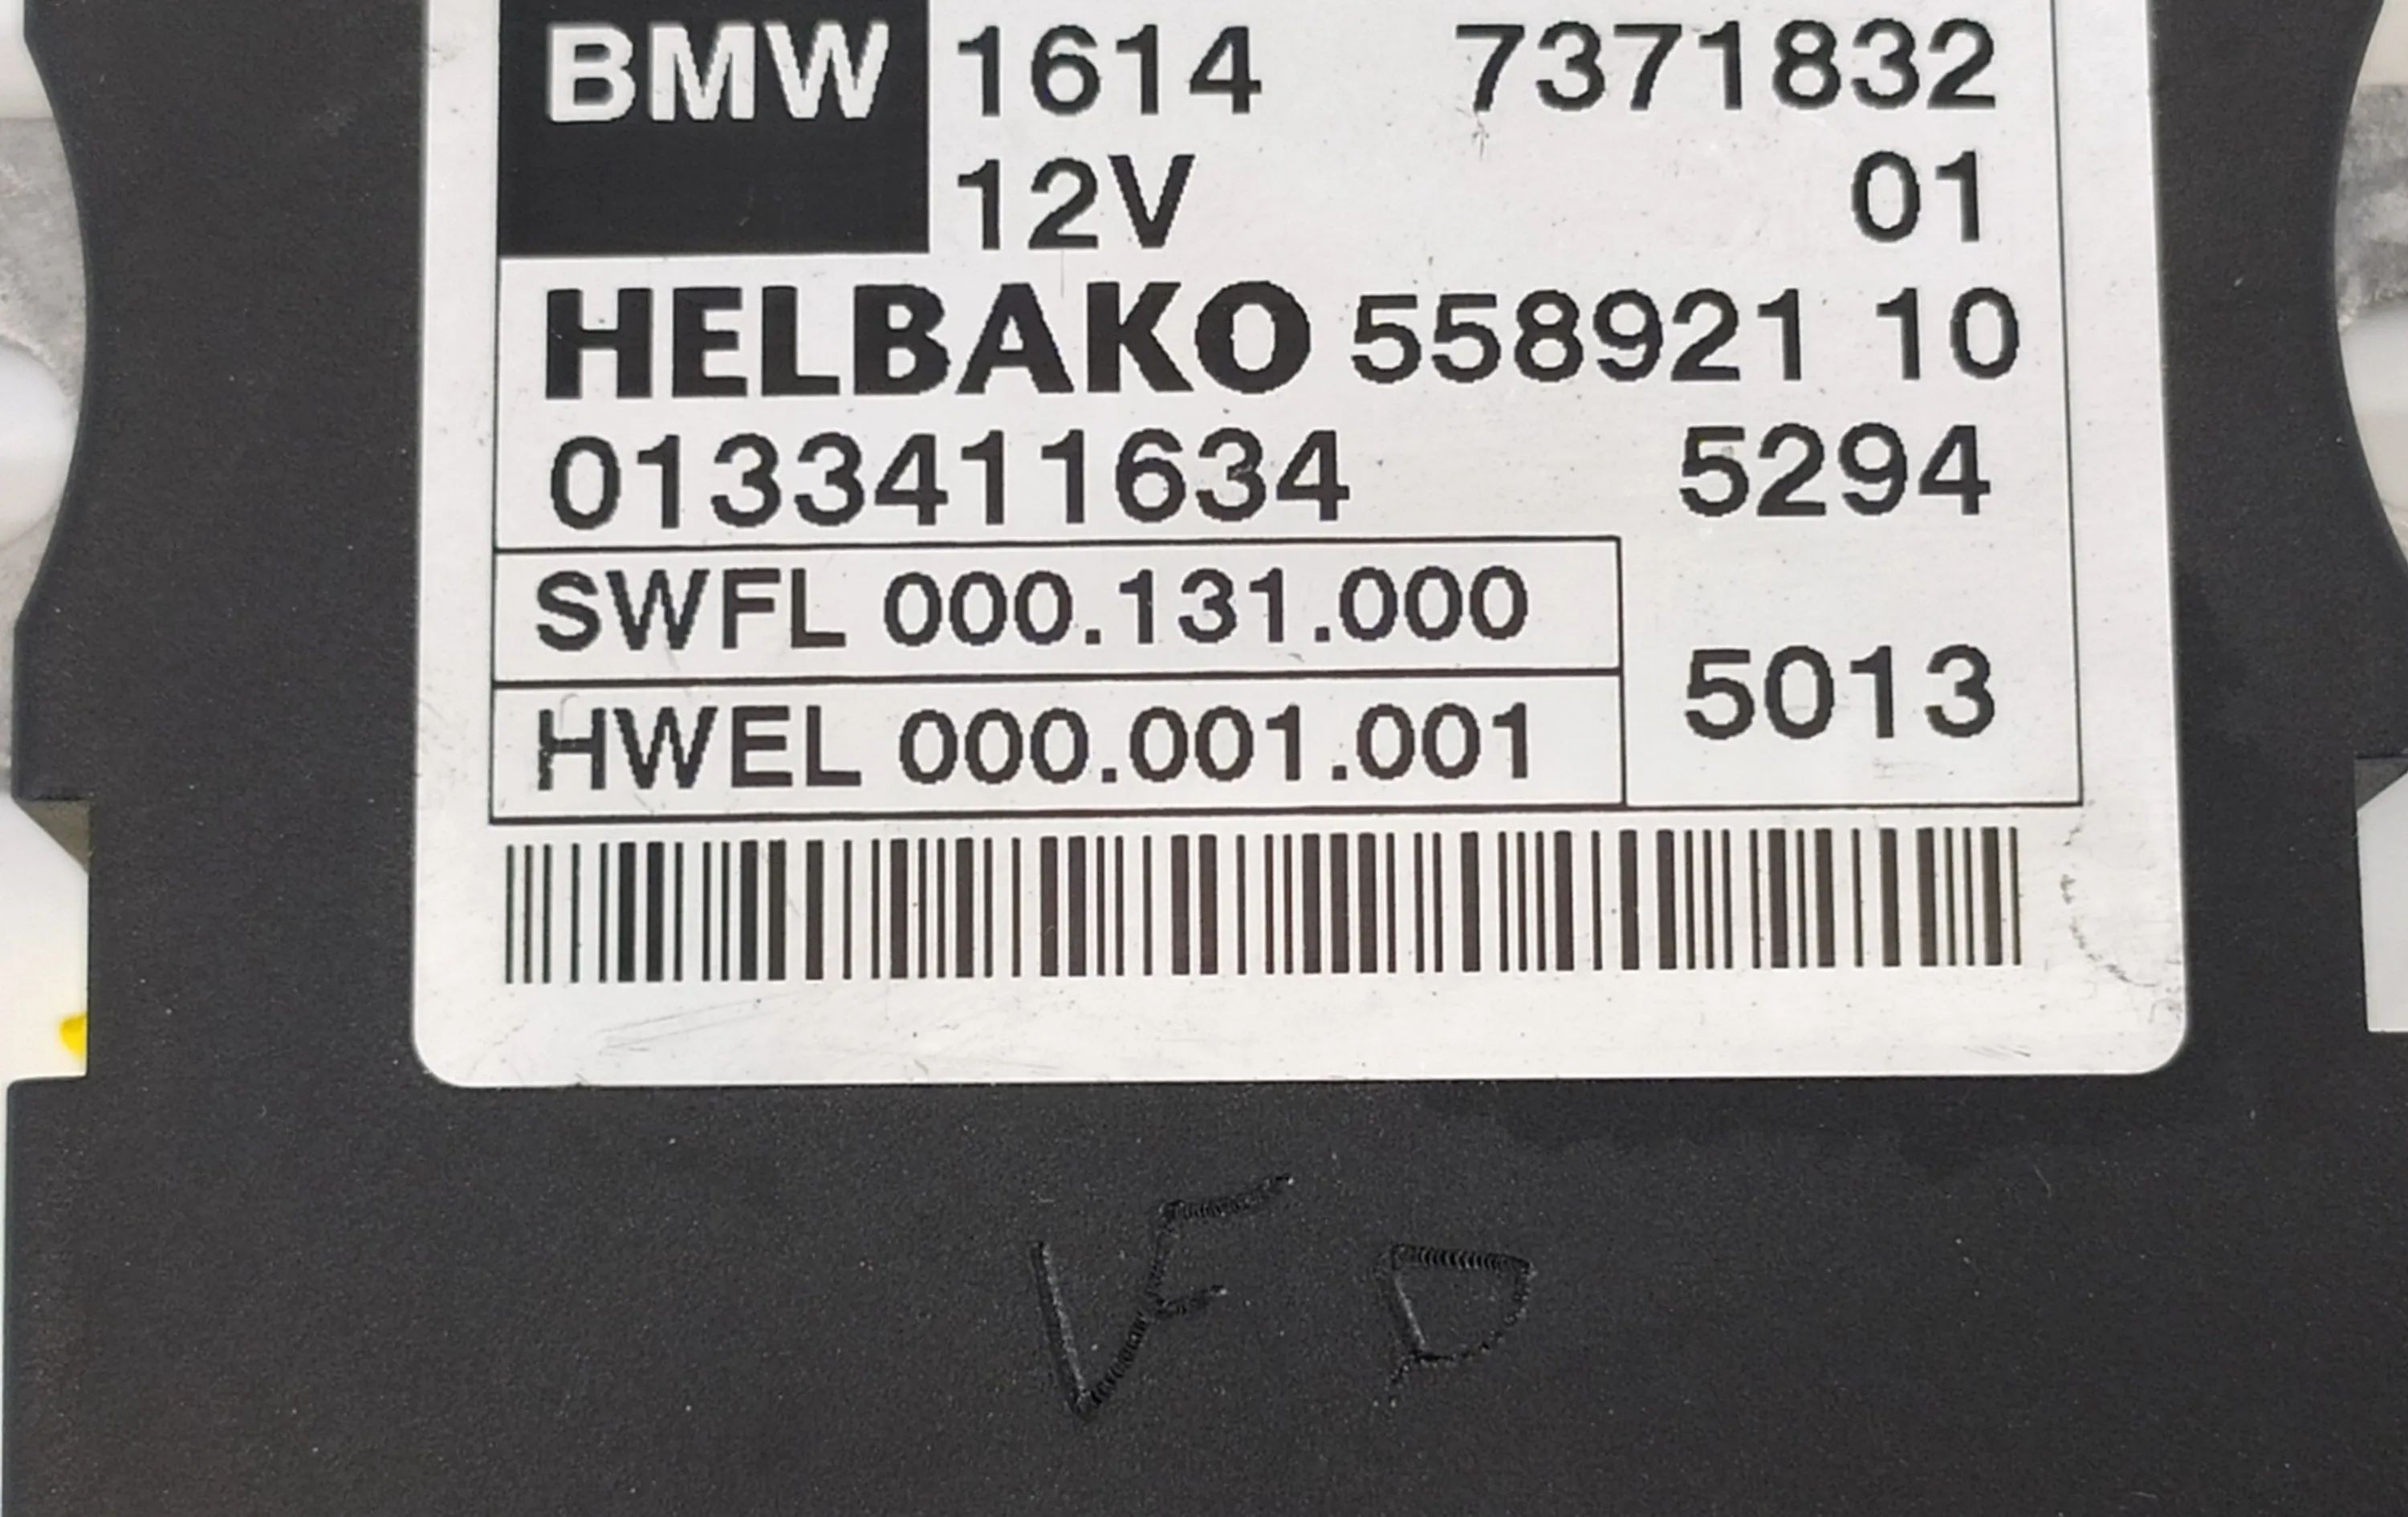 BMW 1614 7371832
12V 01
HELBAKO 558921 10
0133411634 5294
SWFL 000.131.000
5013
HWEL 000.001.001
VF D